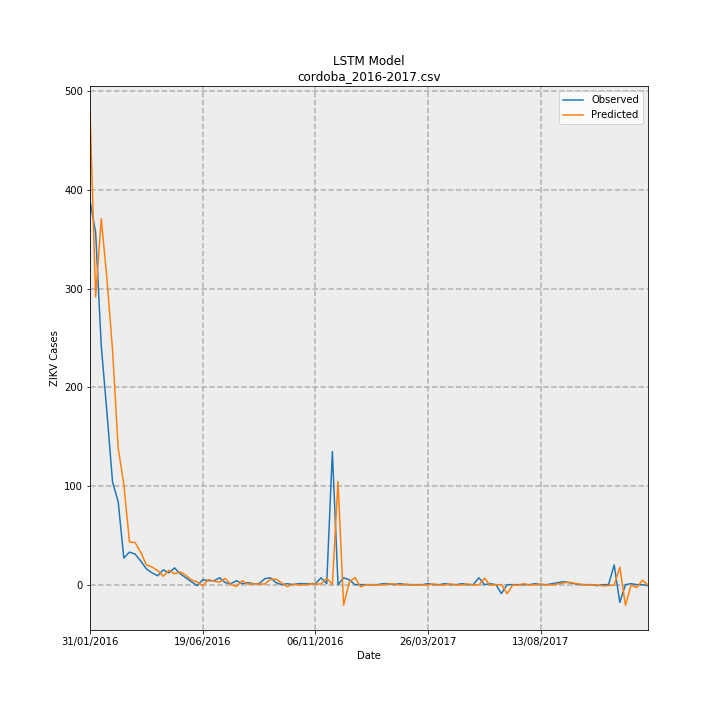 LSTM Model
cordoba_2016-2017.csv
Observed
Predicted
500
400
300
200
100
0
ZIKV Cases
31/01/2016 19/06/2016 06/11/2016 26/03/2017 13/08/2017
Date